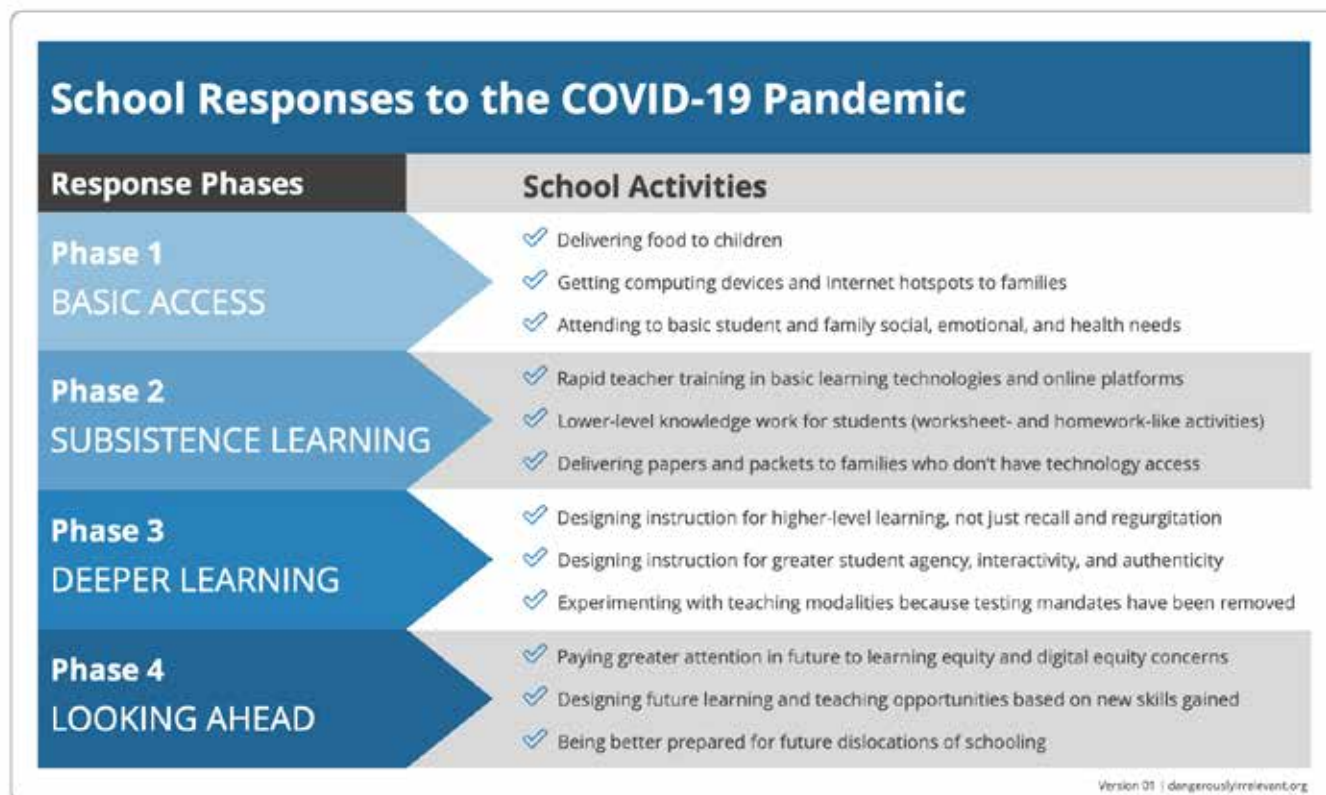 School Responses to the COVID-19 Pandemic
Response Phases
School Activities
Phase 1
BASIC ACCESS
Delivering food to children
Getting computing devices and internet hotspots to families
Attending to basic student and family social, emotional, and health needs
Phase 2
SUBSISTENCE LEARNING
Rapid teacher training in basic learning technologies and online platforms
Lower-level knowledge work for students (worksheet- and homework-like activities)
Delivering papers and packets to families who don't have technology access
Phase 3
DEEPER LEARNING
Designing instruction for higher-level learning, not just recall and regurgitation
Designing instruction for greater student agency, interactivity, and authenticity
Experimenting with teaching modalities because testing mandates have been removed
Phase 4
LOOKING AHEAD
Paying greater attention in future to learning equity and digital equity concerns
Designing future learning and teaching opportunities based on new skills gained
Being better prepared for future dislocations of schooling
Version 01 | dangerouslyirrelevant.org